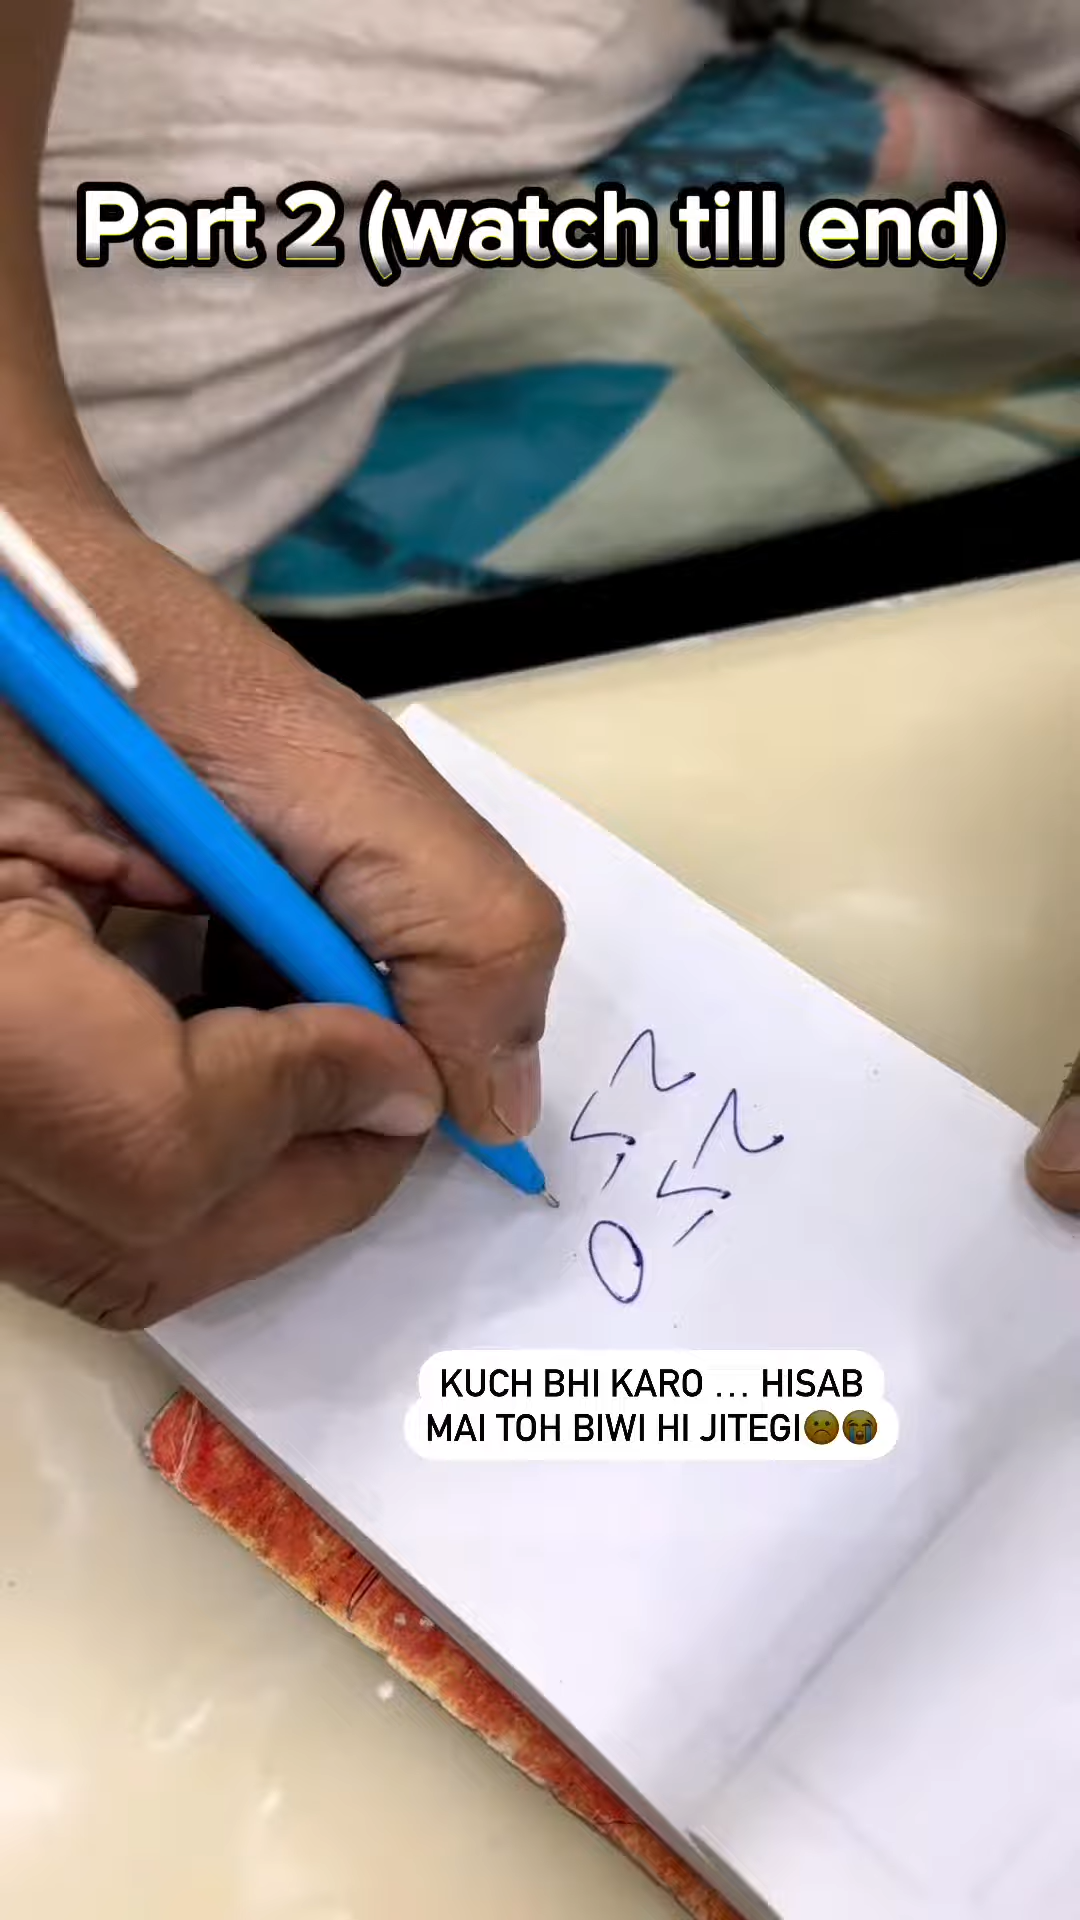 Part 2 (watch till end)
KUCH BHI KARO ... HISAB
MAI TOH BIWI HI JITEGI☹️😭